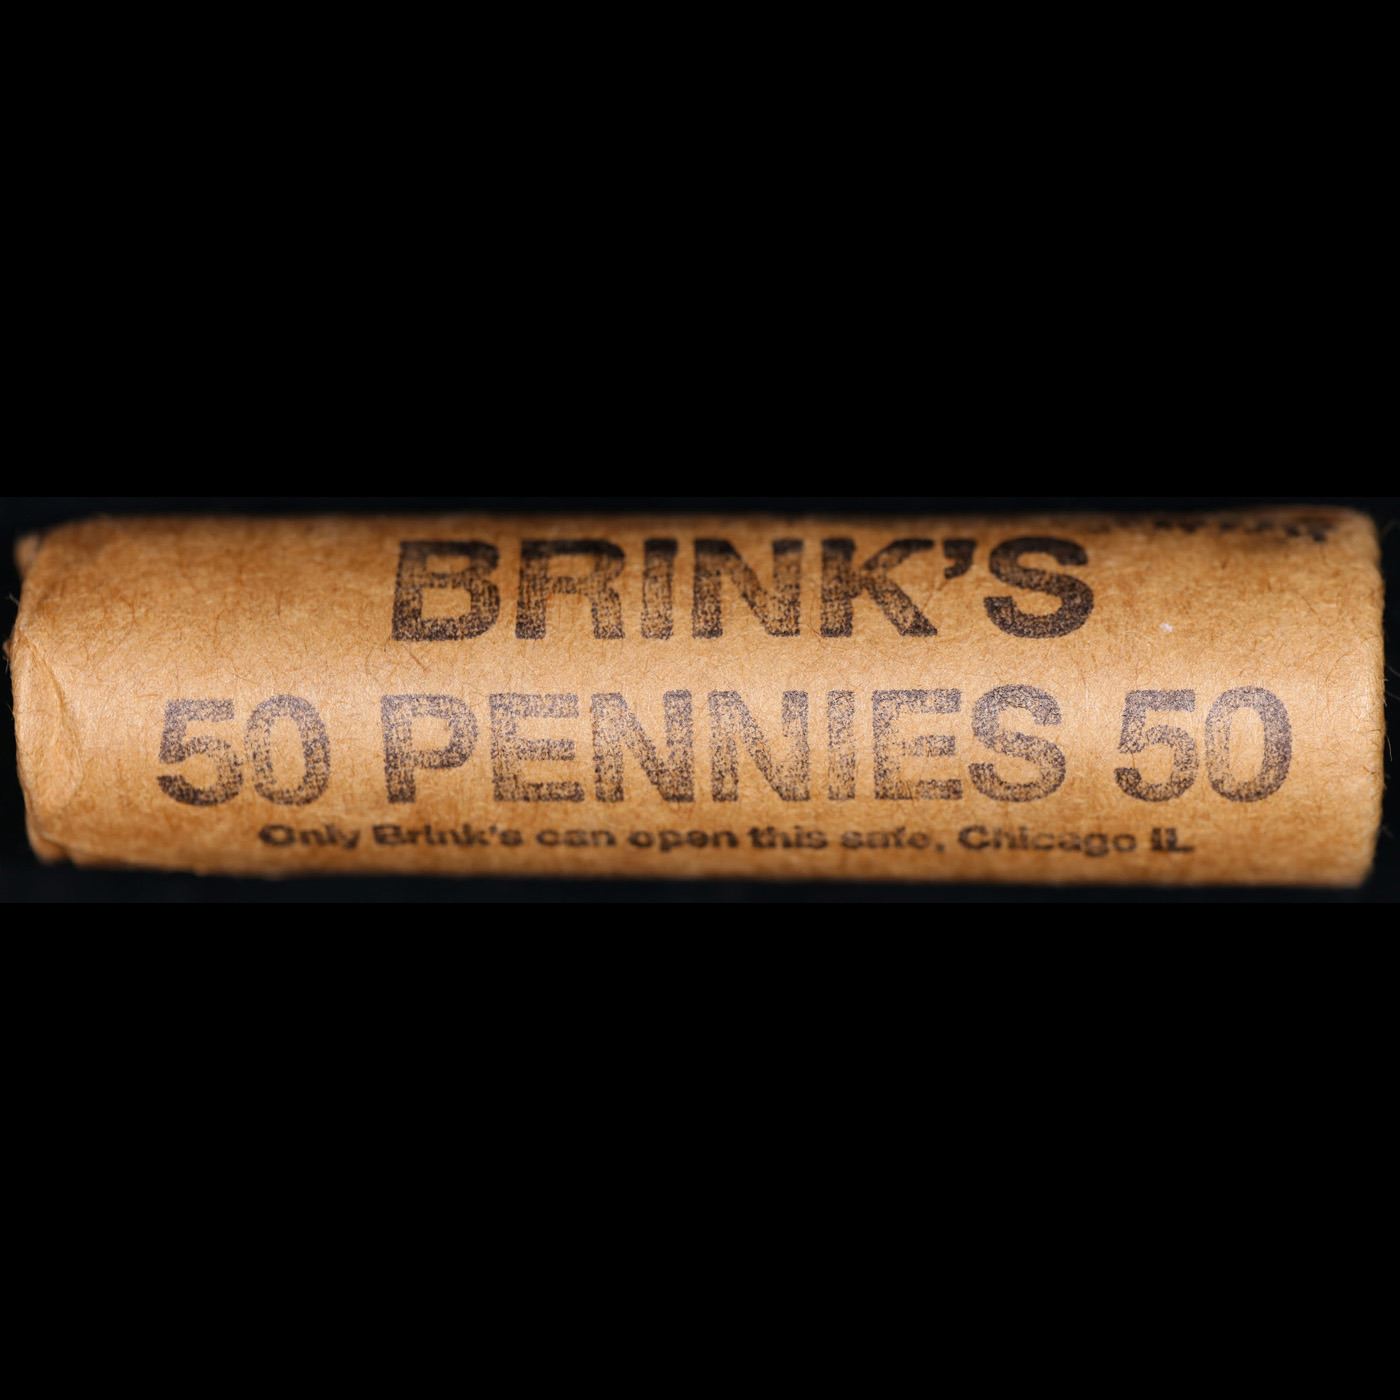 BRINK'S
50 PENNIES 50
Only Brink's can open this safe, Chicago IL